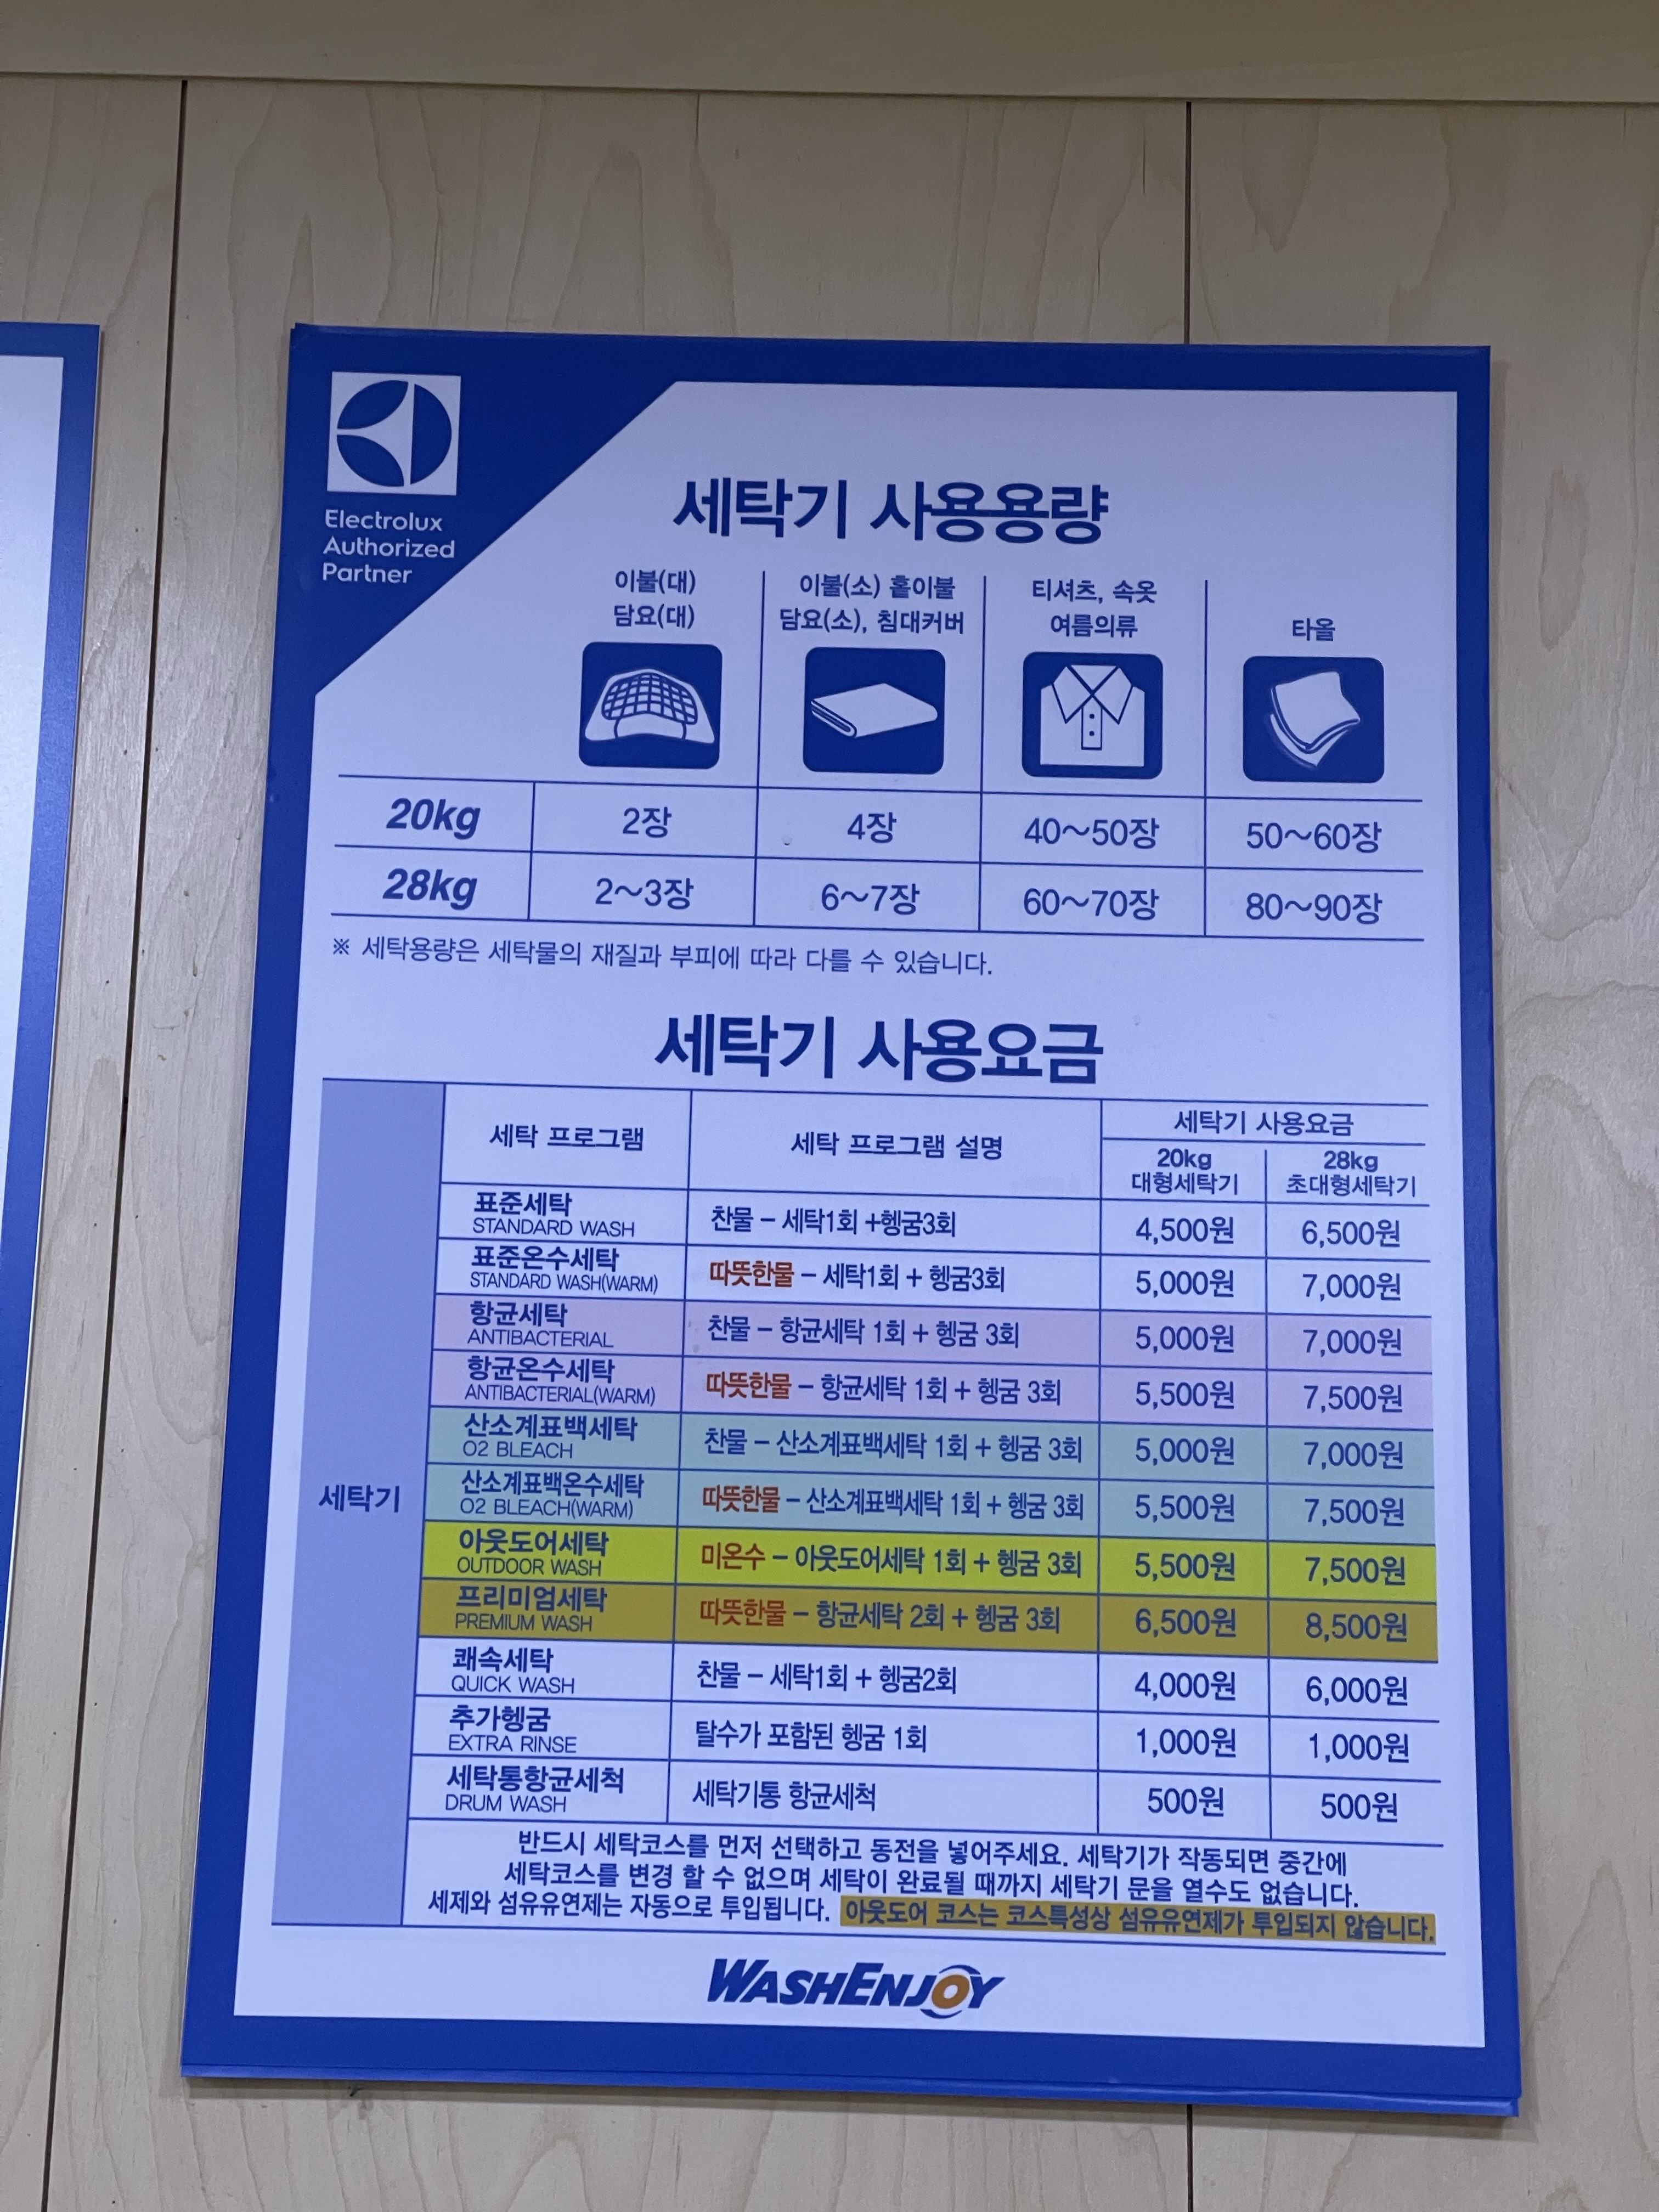 Electrolux
Authorized
Partner
세탁기 사용용량
이불(대)
담요(대)
이불(소) 홑이불
담요(소), 침대커버
티셔츠, 속옷
여름의류
타올
20kg 2장 4장 40~50장 50~60장
28kg 2~3장 6~7장 60~70장 80~90장
※ 세탁용량은 세탁물의 재질과 부피에 따라 다를 수 있습니다.
세탁기 사용요금
세탁기
세탁 프로그램 세탁 프로그램 설명 세탁기 사용요금
20kg
대형세탁기
28kg
초대형세탁기
표준세탁
STANDARD WASH
찬물 – 세탁1회 +헹굼3회 4,500원 6,500원
표준온수세탁
STANDARD WASH(WARM)
따뜻한물 – 세탁1회 + 헹굼3회 5,000원 7,000원
항균세탁
ANTIBACTERIAL
찬물 – 항균세탁 1회 + 헹굼 3회 5,000원 7,000원
항균온수세탁
ANTIBACTERIAL(WARM)
따뜻한물 – 항균세탁 1회 + 헹굼 3회 5,500원 7,500원
산소계표백세탁
O2 BLEACH
찬물 – 산소계표백세탁 1회 + 헹굼 3회 5,000원 7,000원
산소계표백온수세탁
O2 BLEACH(WARM)
따뜻한물 – 산소계표백세탁 1회 + 헹굼 3회 5,500원 7,500원
아웃도어세탁
OUTDOOR WASH
미온수 – 아웃도어세탁 1회 + 헹굼 3회 5,500원 7,500원
프리미엄세탁
PREMIUM WASH
따뜻한물 – 항균세탁 2회 + 헹굼 3회 6,500원 8,500원
쾌속세탁
QUICK WASH
찬물 – 세탁1회 + 헹굼2회 4,000원 6,000원
추가헹굼
EXTRA RINSE
탈수가 포함된 헹굼 1회 1,000원 1,000원
세탁통항균세척
DRUM WASH
세탁기통 항균세척 500원 500원
반드시 세탁코스를 먼저 선택하고 동전을 넣어주세요. 세탁기가 작동되면 중간에
세탁코스를 변경 할 수 없으며 세탁이 완료될 때까지 세탁기 문을 열수도 없습니다.
세제와 섬유유연제는 자동으로 투입됩니다. 아웃도어 코스는 코스특성상 섬유유연제가 투입되지 않습니다.
WASHENJOY